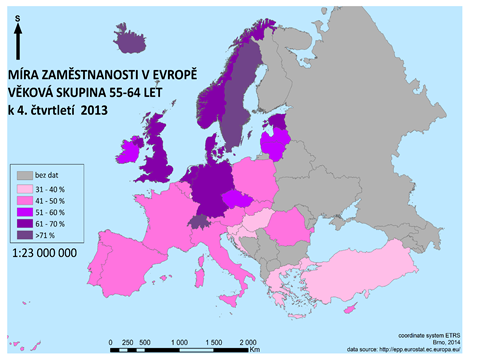 S
MÍRA ZAMĚSTNANOSTI V EVROPĚ
VĚKOVÁ SKUPINA 55-64 LET
k 4. čtvrtletí 2013
bez dat
31 - 40 %
41 - 50 %
51 - 60 %
61 - 70 %
>71 %
1:23 000 000
0 500 1 000 1 500 2 000
Km
coordinate system ETRS
Brno, 2014
data source: http://epp.eurostat.ec.europa.eu/